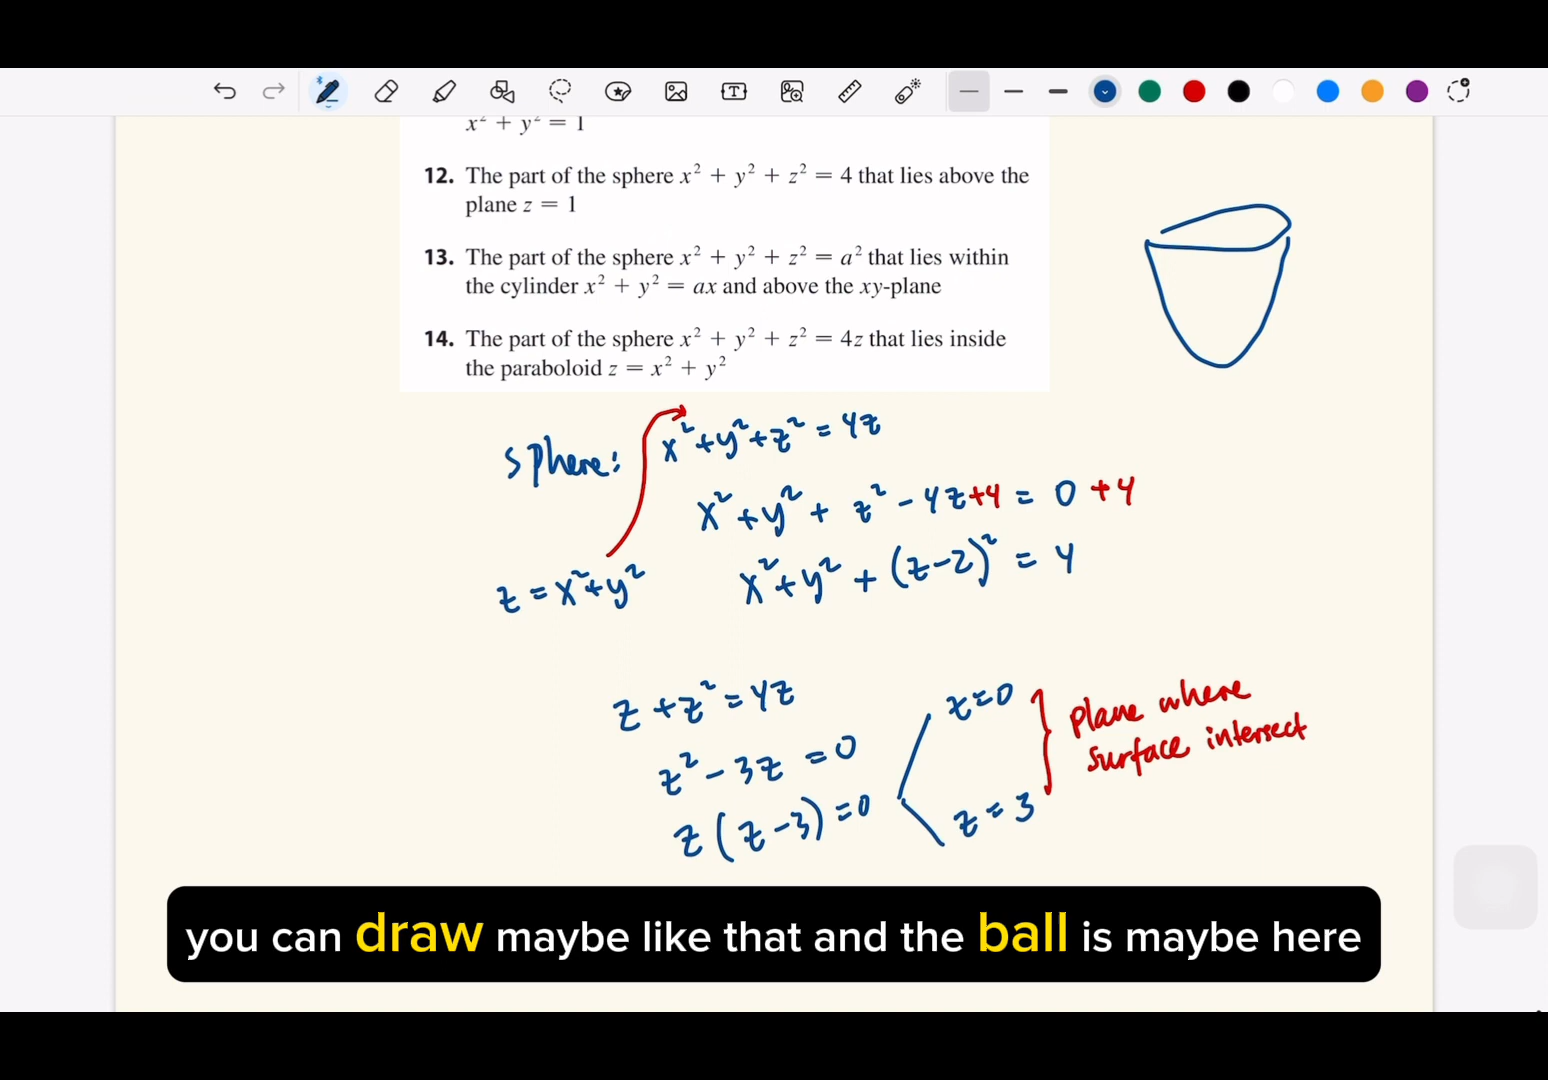 x² + y² = 1
12. The part of the sphere x² + y² + z² = 4 that lies above the
plane z = 1
13. The part of the sphere x² + y² + z² = a² that lies within
the cylinder x² + y² = ax and above the xy-plane
14. The part of the sphere x² + y² + z² = 4z that lies inside
the paraboloid z = x² + y²
sphere: x²+y²+z² = 4z
x²+y²+ z² - 4z+4 = 0 +4
z = x²+y² x²+y² + (z-2)² = 4
z + z² = 4z
z² - 3z = 0
z(z-3) = 0
z = 0
z = 3
plane where
surface intersect
you can draw maybe like that and the ball is maybe here